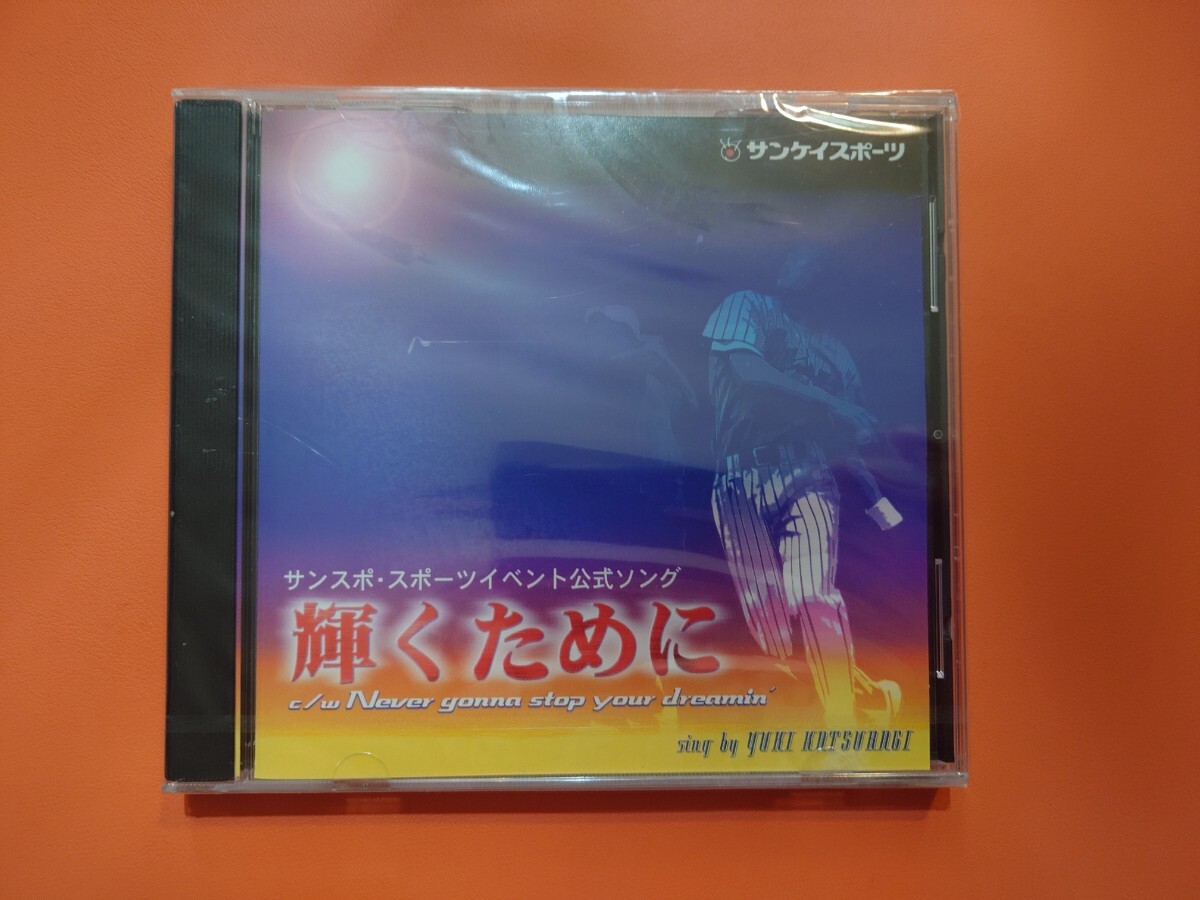 サンケイスポーツ
サンスポ・スポーツイベント公式ソング
輝くために
c/w Never gonna stop your dreamin'
sing by YUKI KATSURAGI